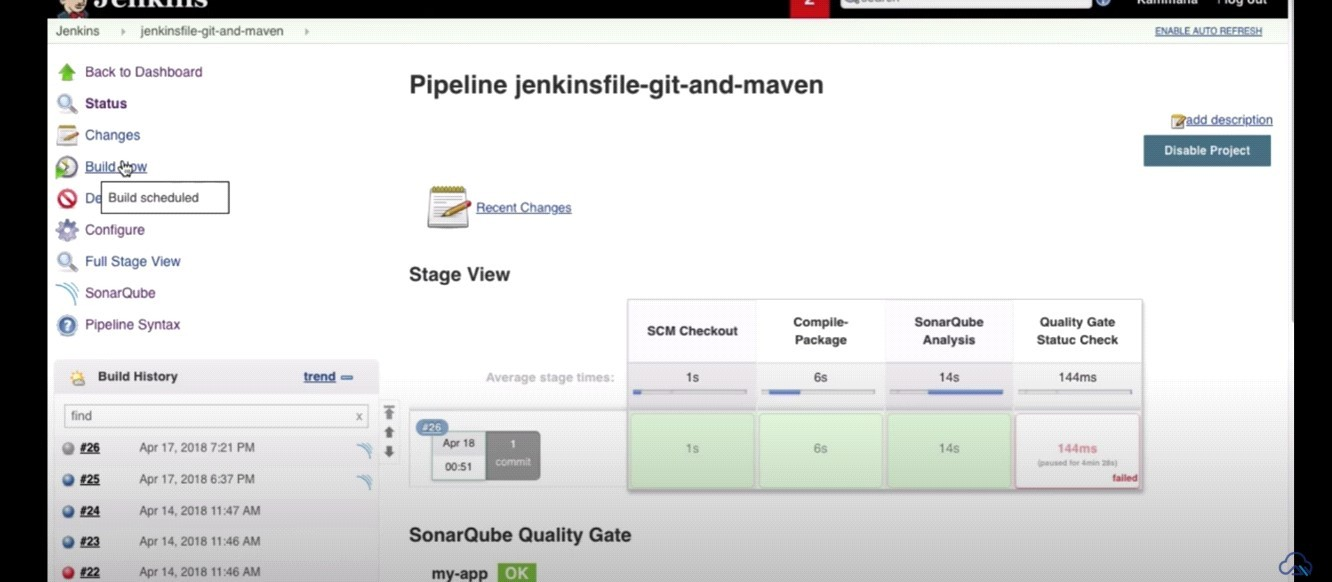 Jenkins
2
search
Kammana
log out
Jenkins
jenkinsfile-git-and-maven
ENABLE AUTO REFRESH
Back to Dashboard
Status
Changes
Build Now
De
Build scheduled
Configure
Full Stage View
SonarQube
Pipeline Syntax
Build History
trend
find
x
#26 Apr 17, 2018 7:21 PM
#25 Apr 17, 2018 6:37 PM
#24 Apr 14, 2018 11:47 AM
#23 Apr 14, 2018 11:46 AM
#22 Apr 14, 2018 11:46 AM
Pipeline jenkinsfile-git-and-maven
add description
Disable Project
Recent Changes
Stage View
SCM Checkout
Compile-
Package
SonarQube
Analysis
Quality Gate
Statuc Check
Average stage times:
1s
6s
14s
144ms
#26
Apr 18
00:51
1
commit
1s
6s
14s
144ms
(paused for 4min 28s)
failed
SonarQube Quality Gate
my-app OK